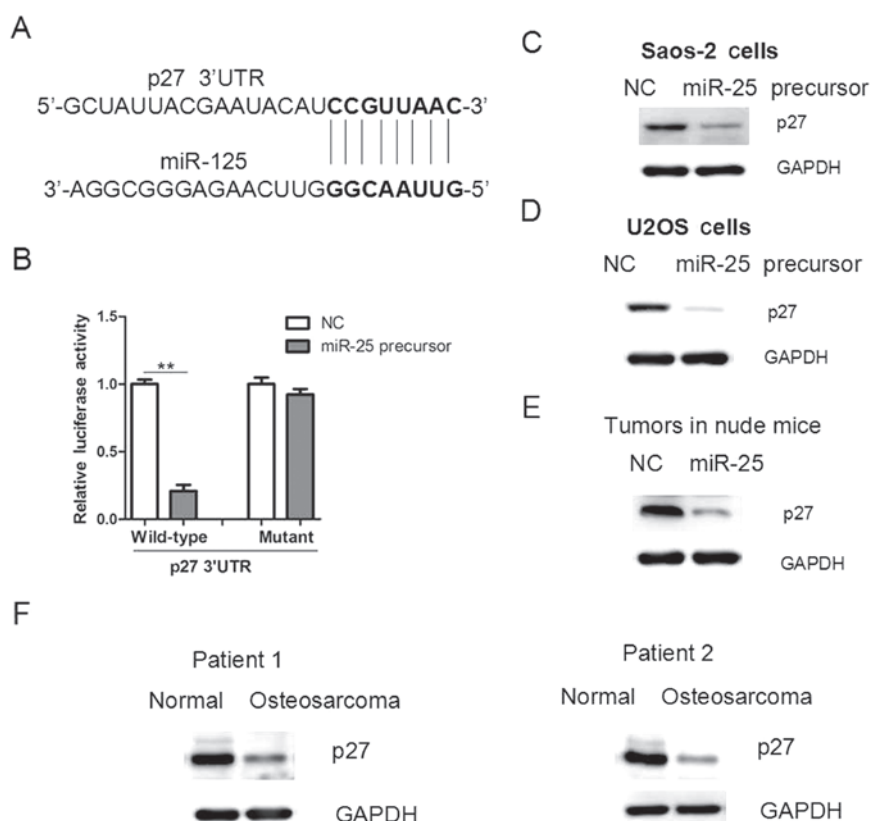 A
p27 3'UTR
5'-GCUAUUACGAAUACAUCCGUUAAC-3'
miR-125
3'-AGGCGGGAGAACUUGGGCAAUUG-5'
B
Relative luciferase activity
1.5
1.0
0.5
0.0
NC
miR-25 precursor
**
Wild-type Mutant
p27 3'UTR
C
Saos-2 cells
NC miR-25 precursor
p27
GAPDH
D
U2OS cells
NC miR-25 precursor
p27
GAPDH
E
Tumors in nude mice
NC miR-25
p27
GAPDH
F
Patient 1
Normal Osteosarcoma
p27
GAPDH
Patient 2
Normal Osteosarcoma
p27
GAPDH